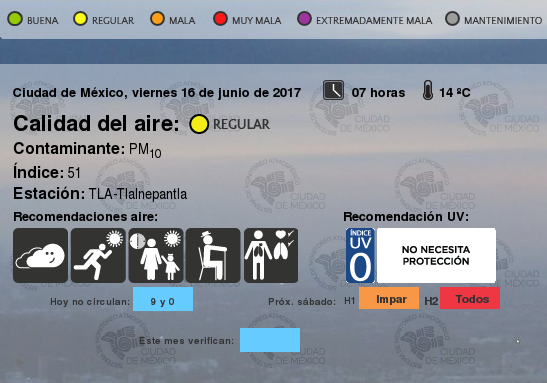 BUENA REGULAR MALA MUY MALA EXTREMADAMENTE MALA MANTENIMIENTO
Ciudad de México, viernes 16 de junio de 2017 07 horas 14 ºC
Calidad del aire: REGULAR
Contaminante: PM10
Índice: 51
Estación: TLA-Tlalnepantla
Recomendaciones aire: Recomendación UV:
ÍNDICE
UV
0
NO NECESITA
PROTECCIÓN
Hoy no circulan: 9 y 0 Próx. sábado: H1 Impar H2 Todos
Este mes verifican:
CIUDAD
DE MÉXICO